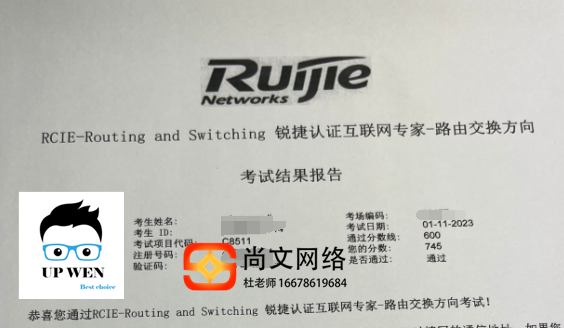 Ruijie
Networks
RCIE-Routing and Switching 锐捷认证互联网专家-路由交换方向
考试结果报告
考生姓名:
考生 ID:
考试项目代码: C8511
注册号码:
验证码:
考场编码:
考试日期: 01-11-2023
通过分数线: 600
您的分数: 745
是否通过: 通过
UP WEN
Best choice
尚文网络
杜老师 16678619684
恭喜您通过RCIE-Routing and Switching 锐捷认证互联网专家-路由交换方向考试!